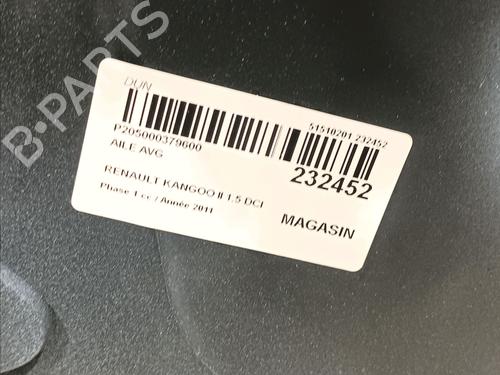 DUN
51510201 232452
P205000379600
AILE AVG
232452
RENAULT KANGOO II 1.5 DCI
Phase 1 cc / Année 2011
MAGASIN
B-PARTS